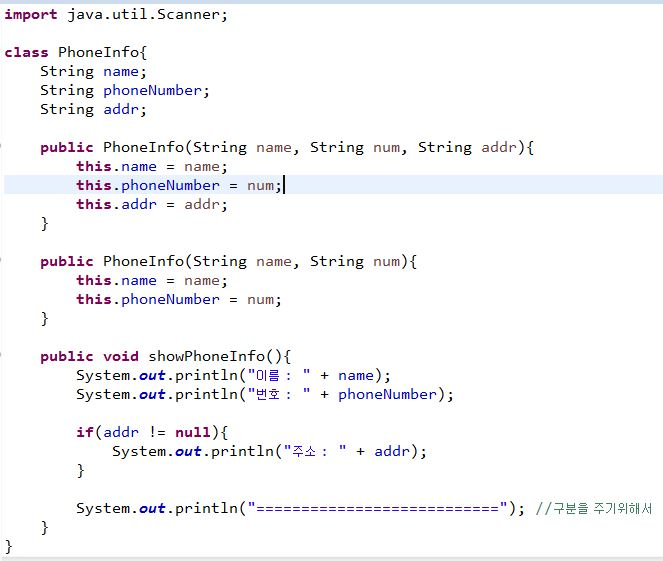 import java.util.Scanner;
class PhoneInfo{
String name;
String phoneNumber;
String addr;
public PhoneInfo(String name, String num, String addr){
this.name = name;
this.phoneNumber = num;
this.addr = addr;
}
public PhoneInfo(String name, String num){
this.name = name;
this.phoneNumber = num;
}
public void showPhoneInfo(){
System.out.println("이름 : " + name);
System.out.println("번호 : " + phoneNumber);
if(addr != null){
System.out.println("주소 : " + addr);
}
System.out.println("==========================="); //구분을 주기위해서
}
}